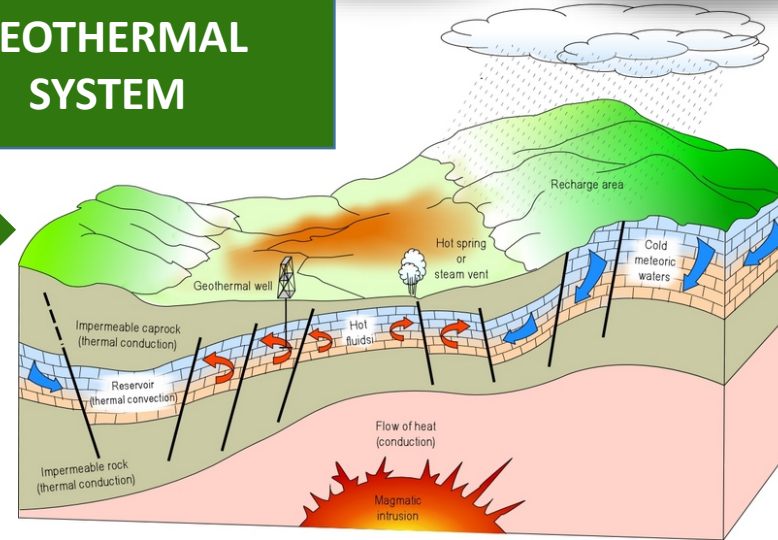 EOTHERMAL
SYSTEM
Recharge area
Hot spring
or
steam vent
Cold
meteoric
waters
Geothermal well
Impermeable caprock
(thermal conduction)
Hot
fluids
Reservoir
(thermal convection)
Flow of heat
(conduction)
Impermeable rock
(thermal conduction)
Magmatic
intrusion